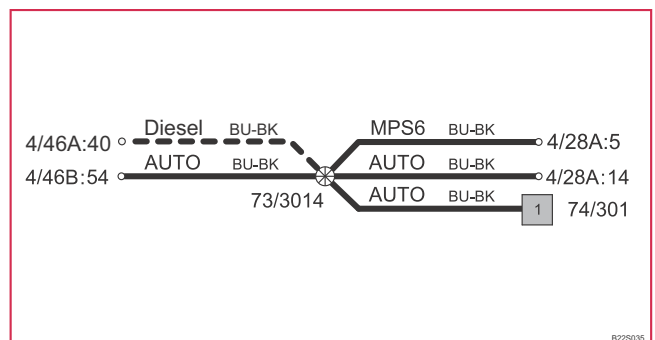 Diesel BU-BK MPS6 BU-BK
4/46A:40 4/28A:5
AUTO BU-BK AUTO BU-BK
4/46B:54 4/28A:14
73/3014 AUTO BU-BK
1 74/301
B22S035